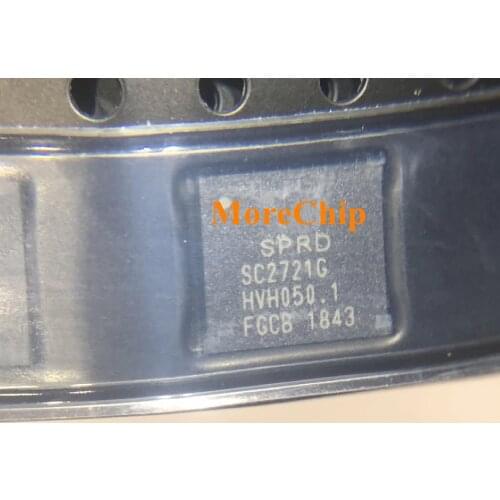 MoreChip
SPRD
SC2721G
HVH050.1
FGCB 1843